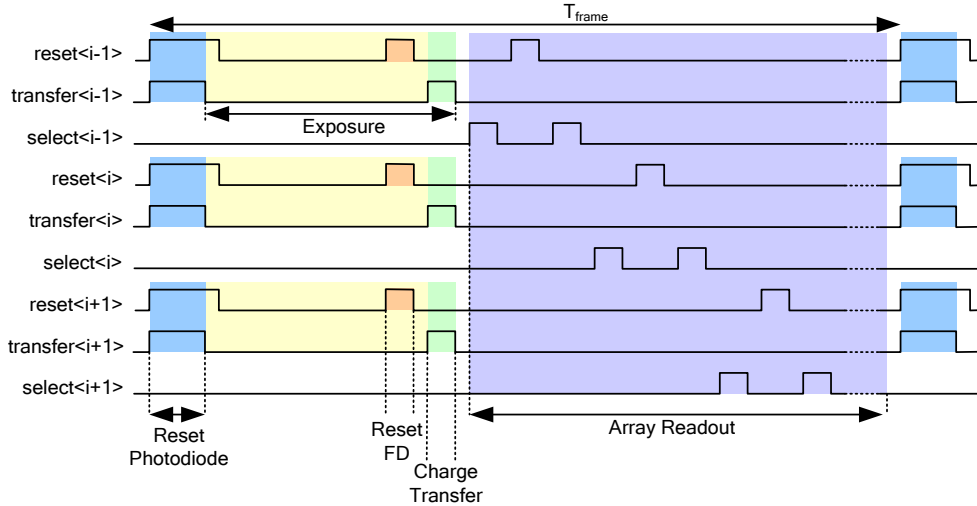 T_frame
reset<i-1>
transfer<i-1>
Exposure
select<i-1>
reset<i>
transfer<i>
select<i>
reset<i+1>
transfer<i+1>
select<i+1>
Reset
Photodiode
Reset
FD
Charge
Transfer
Array Readout